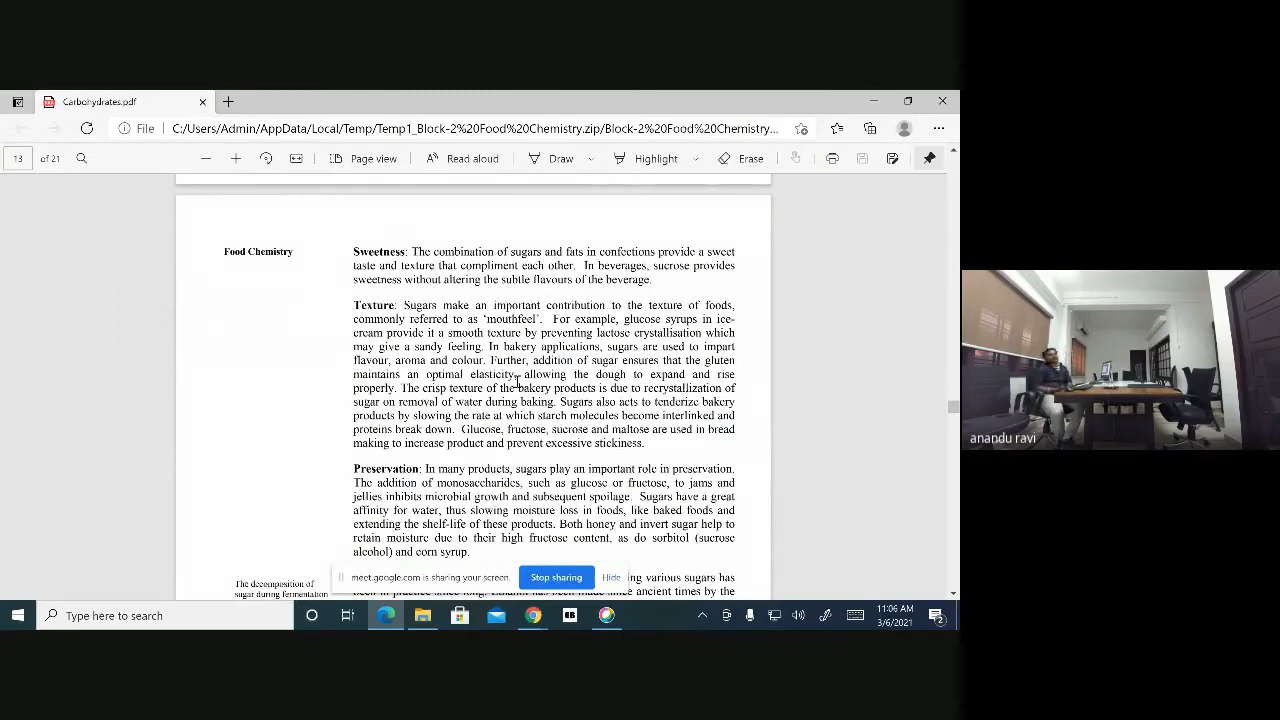 Carbohydrates.pdf
File
C:/Users/Admin/AppData/Local/Temp/Temp1_Block-2%20Food%20Chemistry.zip/Block-2%20Food%20Chemistry...
13 of 21
Page view
Read aloud
Draw
Highlight
Erase
Food Chemistry
Sweetness: The combination of sugars and fats in confections provide a sweet
taste and texture that compliment each other. In beverages, sucrose provides
sweetness without altering the subtle flavours of the beverage.
Texture: Sugars make an important contribution to the texture of foods,
commonly referred to as ‘mouthfeel’. For example, glucose syrups in ice-
cream provide it a smooth texture by preventing lactose crystallisation which
may give a sandy feeling. In bakery applications, sugars are used to impart
flavour, aroma and colour. Further, addition of sugar ensures that the gluten
maintains an optimal elasticity, allowing the dough to expand and rise
properly. The crisp texture of the bakery products is due to recrystallization of
sugar on removal of water during baking. Sugars also acts to tenderize bakery
products by slowing the rate at which starch molecules become interlinked and
proteins break down. Glucose, fructose, sucrose and maltose are used in bread
making to increase product and prevent excessive stickiness.
Preservation: In many products, sugars play an important role in preservation.
The addition of monosaccharides, such as glucose or fructose, to jams and
jellies inhibits microbial growth and subsequent spoilage. Sugars have a great
affinity for water, thus slowing moisture loss in foods, like baked foods and
extending the shelf-life of these products. Both honey and invert sugar help to
retain moisture due to their high fructose content, as do sorbitol (sucrose
alcohol) and corn syrup.
The decomposition of
sugar during fermentation
meet.google.com is sharing your screen.
Stop sharing
Hide
ing various sugars has
been in practice since long. Ethanol has been made since ancient times by the
anandu ravi
Type here to search
11:06 AM
3/6/2021
2